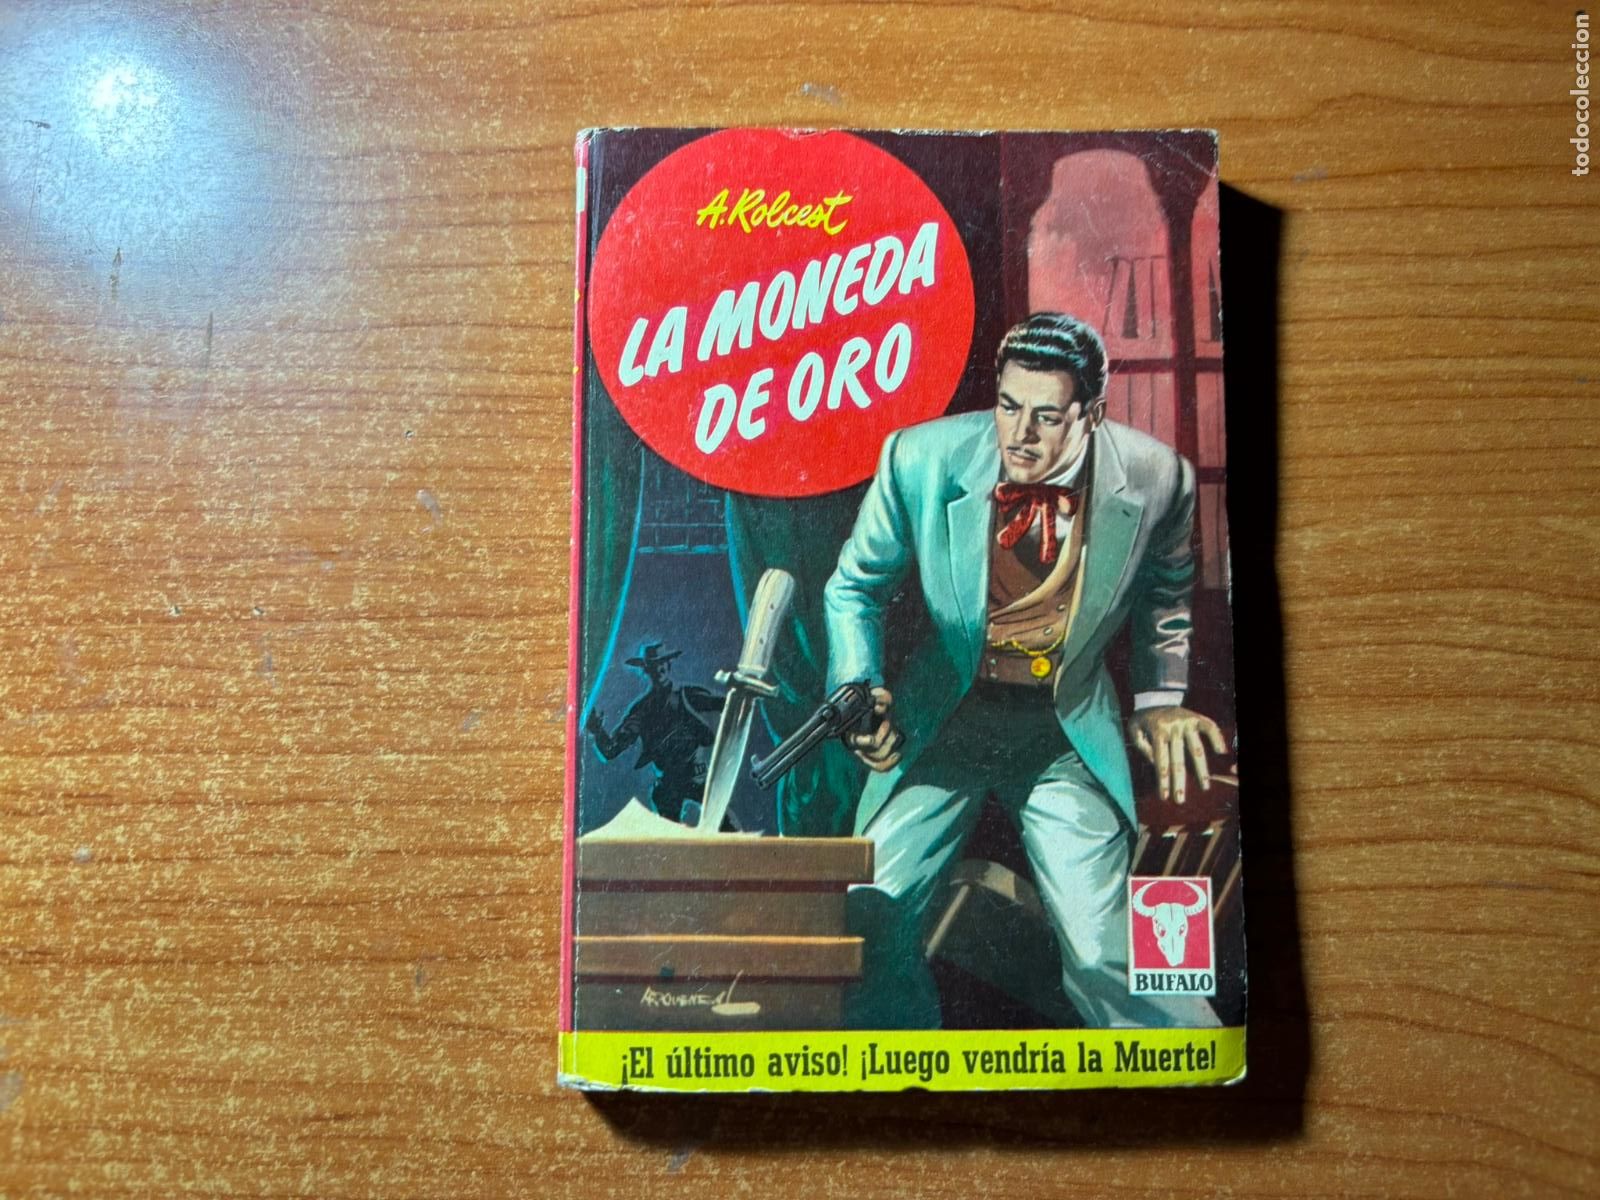 A. Rolcest
LA MONEDA
DE ORO
BUFALO
¡El último aviso! ¡Luego vendría la Muerte!
todocoleccion